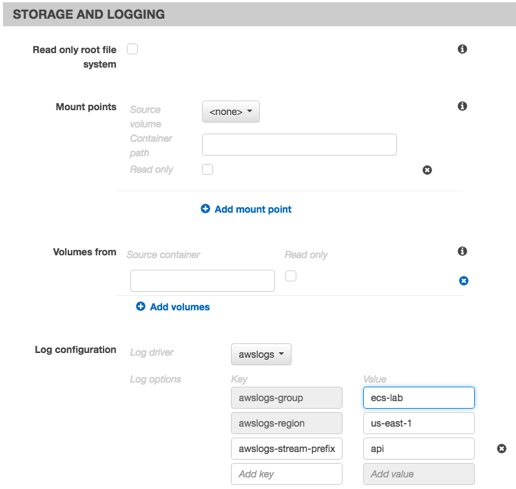 STORAGE AND LOGGING
Read only root file
system
Mount points
Source
volume
<none>
Container
path
Read only
Add mount point
Volumes from
Source container
Read only
Add volumes
Log configuration
Log driver
awslogs
Log options
Key
Value
awslogs-group
ecs-lab
awslogs-region
us-east-1
awslogs-stream-prefix
api
Add key
Add value